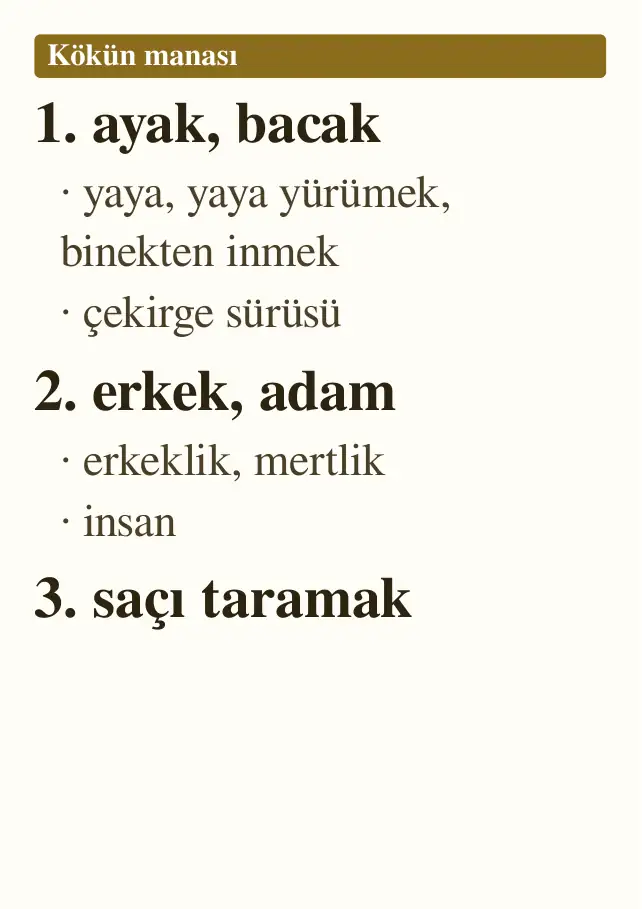 Kökün manası
1. ayak, bacak
· yaya, yaya yürümek,
binekten inmek
· çekirge sürüsü
2. erkek, adam
· erkeklik, mertlik
· insan
3. saçı taramak